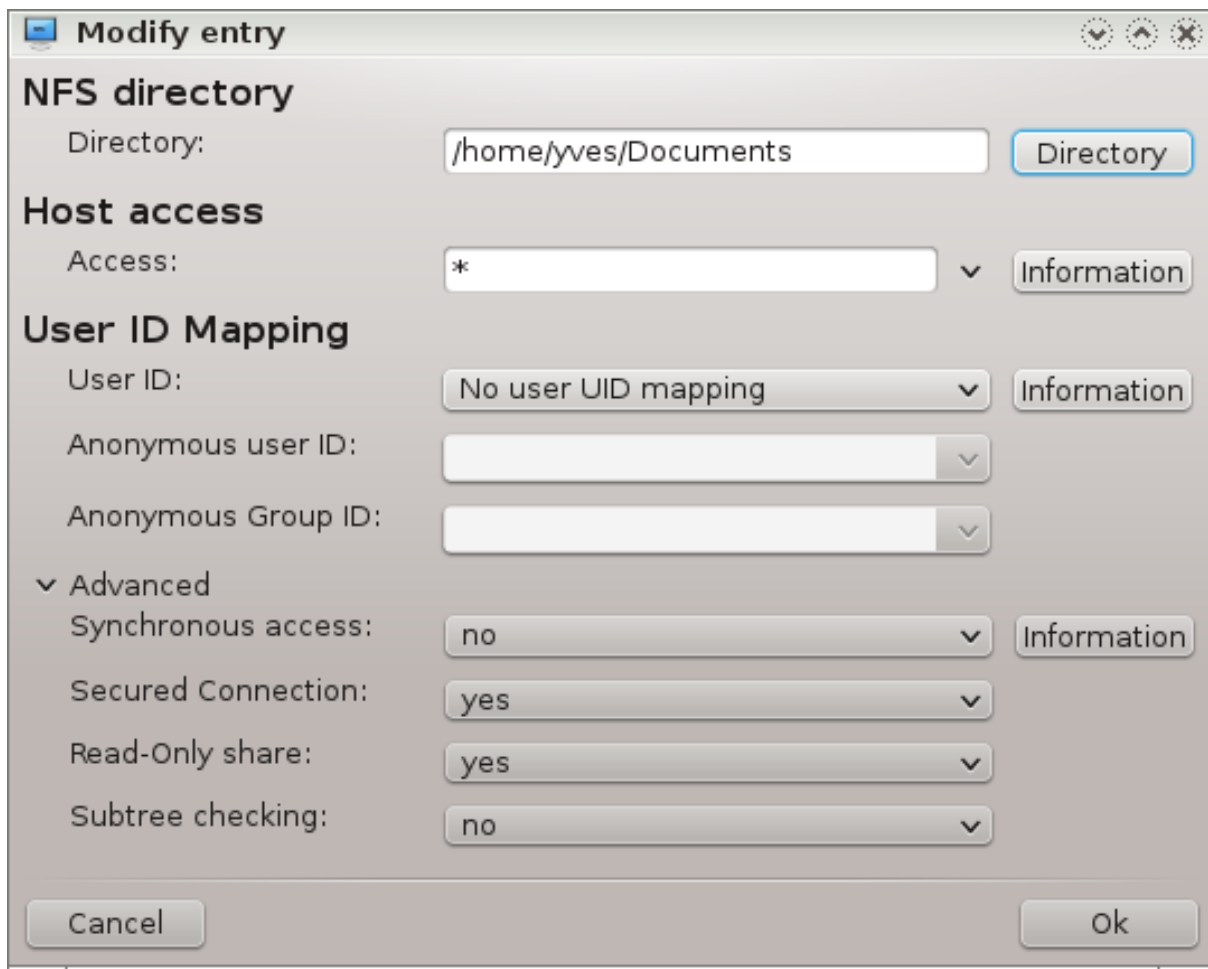 Modify entry
NFS directory
Directory: /home/yves/Documents Directory
Host access
Access: * Information
User ID Mapping
User ID: No user UID mapping Information
Anonymous user ID:
Anonymous Group ID:
Advanced
Synchronous access: no Information
Secured Connection: yes
Read-Only share: yes
Subtree checking: no
Cancel Ok